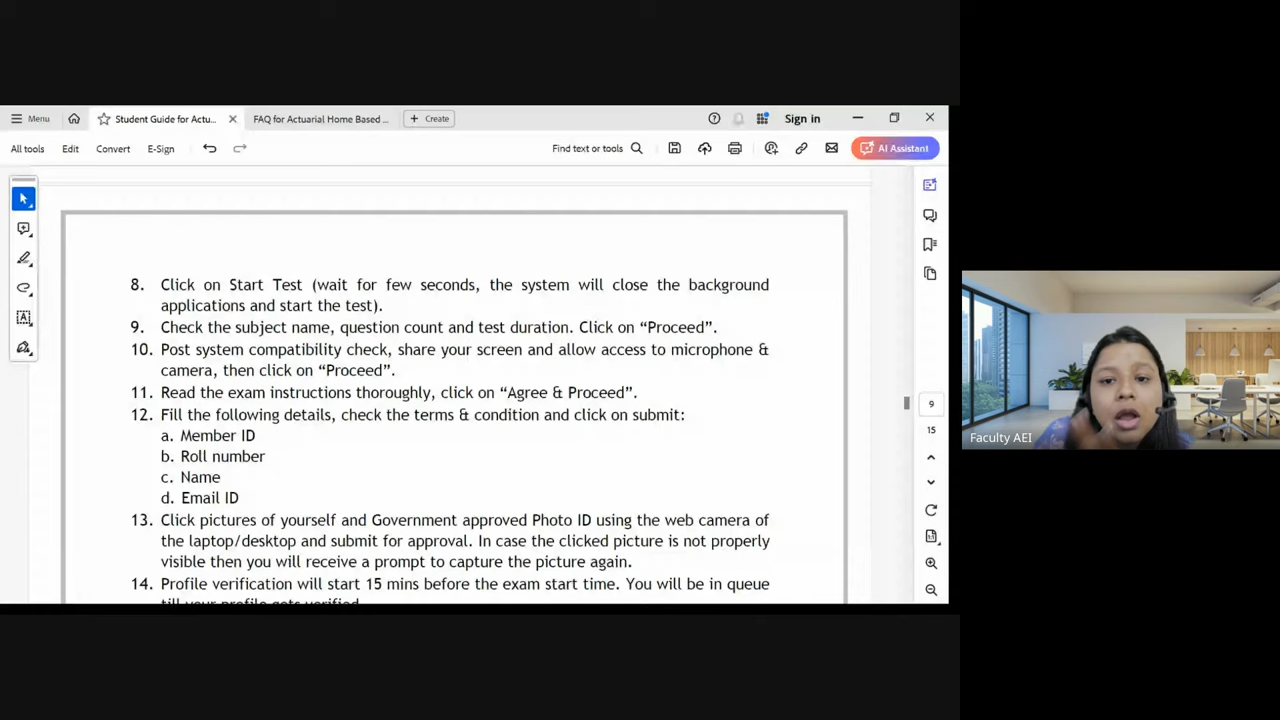 Menu
Student Guide for Actu...
FAQ for Actuarial Home Based ...
Create
Sign in
All tools
Edit
Convert
E-Sign
Find text or tools
AI Assistant
8. Click on Start Test (wait for few seconds, the system will close the background
applications and start the test).
9. Check the subject name, question count and test duration. Click on “Proceed”.
10. Post system compatibility check, share your screen and allow access to microphone &
camera, then click on “Proceed”.
11. Read the exam instructions thoroughly, click on “Agree & Proceed”.
12. Fill the following details, check the terms & condition and click on submit:
a. Member ID
b. Roll number
c. Name
d. Email ID
13. Click pictures of yourself and Government approved Photo ID using the web camera of
the laptop/desktop and submit for approval. In case the clicked picture is not properly
visible then you will receive a prompt to capture the picture again.
14. Profile verification will start 15 mins before the exam start time. You will be in queue
till your profile gets verified
9
15
Faculty AEI